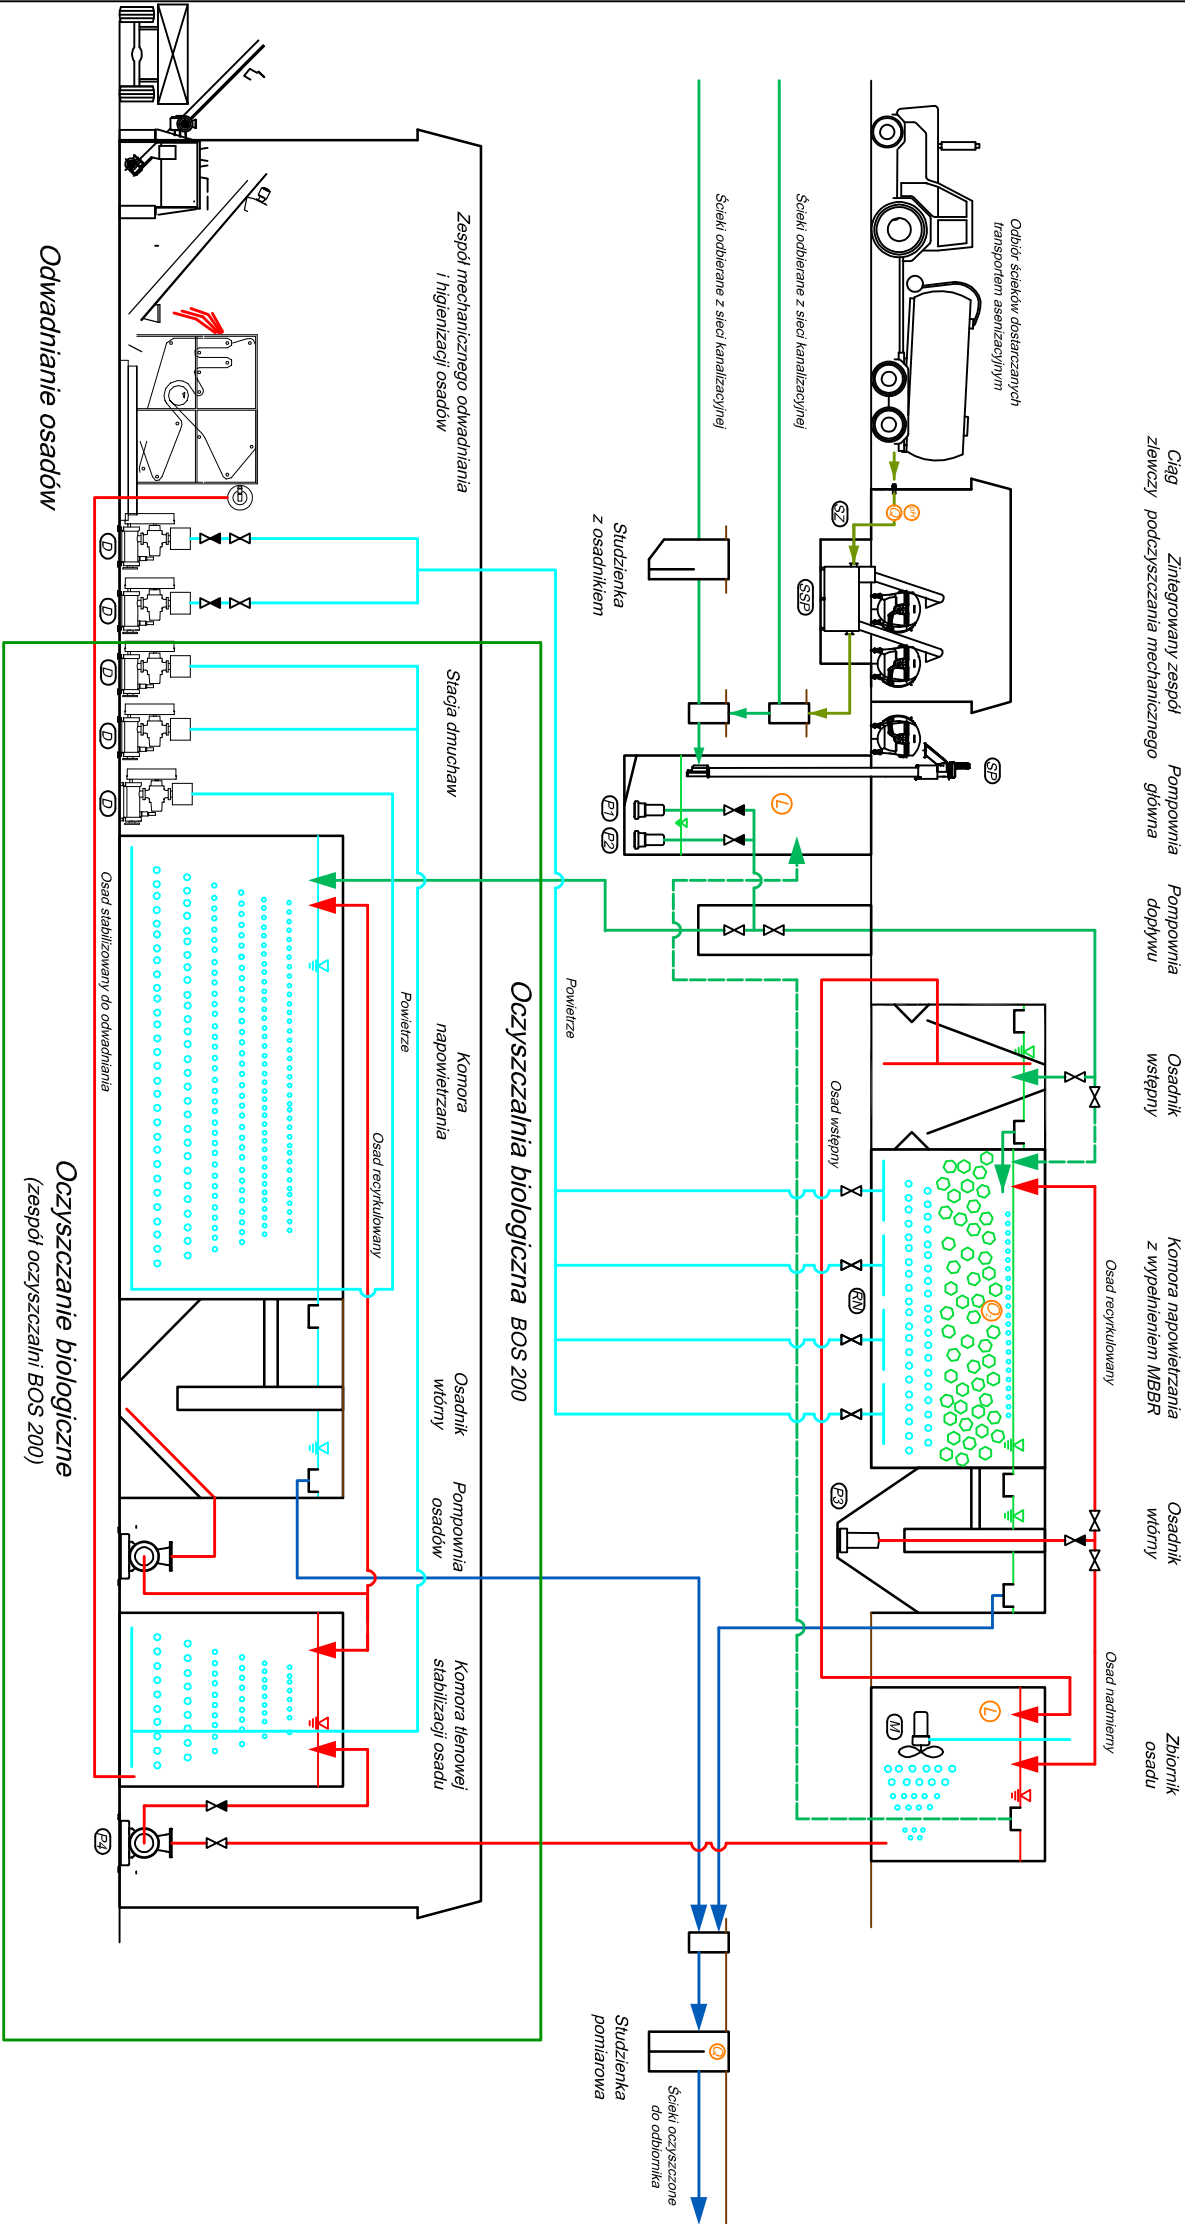 Ciąg
zlewczy
Zintegrowany zespół
podczyszczania mechanicznego
Pompownia
główna
Pompownia
dopływu
Osadnik
wstępny
Komora napowietrzania
z wypełnieniem MBBR
Osadnik
wtórny
Zbiornik
osadu
Odbiór ścieków dostarczanych
transportem asenizacyjnym
Osad recyrkulowany
Osad nadmierny
SP
pH
Q
O₂
L
M
SZ
SSP
RN
P3
Osad wstępny
Ścieki odbierane z sieci kanalizacyjnej
L
Ścieki odbierane z sieci kanalizacyjnej
Q
Ścieki oczyszczone
do odbiornika
Studzienka
z osadnikiem
P1
P2
Studzienka
pomiarowa
Powietrze
Oczyszczalnia biologiczna BOS 200
Zespół mechanicznego odwadniania
i higienizacji osadów
Stacja dmuchaw
Komora
napowietrzania
Osadnik
wtórny
Pompownia
osadów
Komora tlenowej
stabilizacji osadu
Powietrze
Osad recyrkulowany
D
D
D
D
D
Osad stabilizowany do odwadniania
P4
Odwadnianie osadów
Oczyszczanie biologiczne
(zespół oczyszczalni BOS 200)